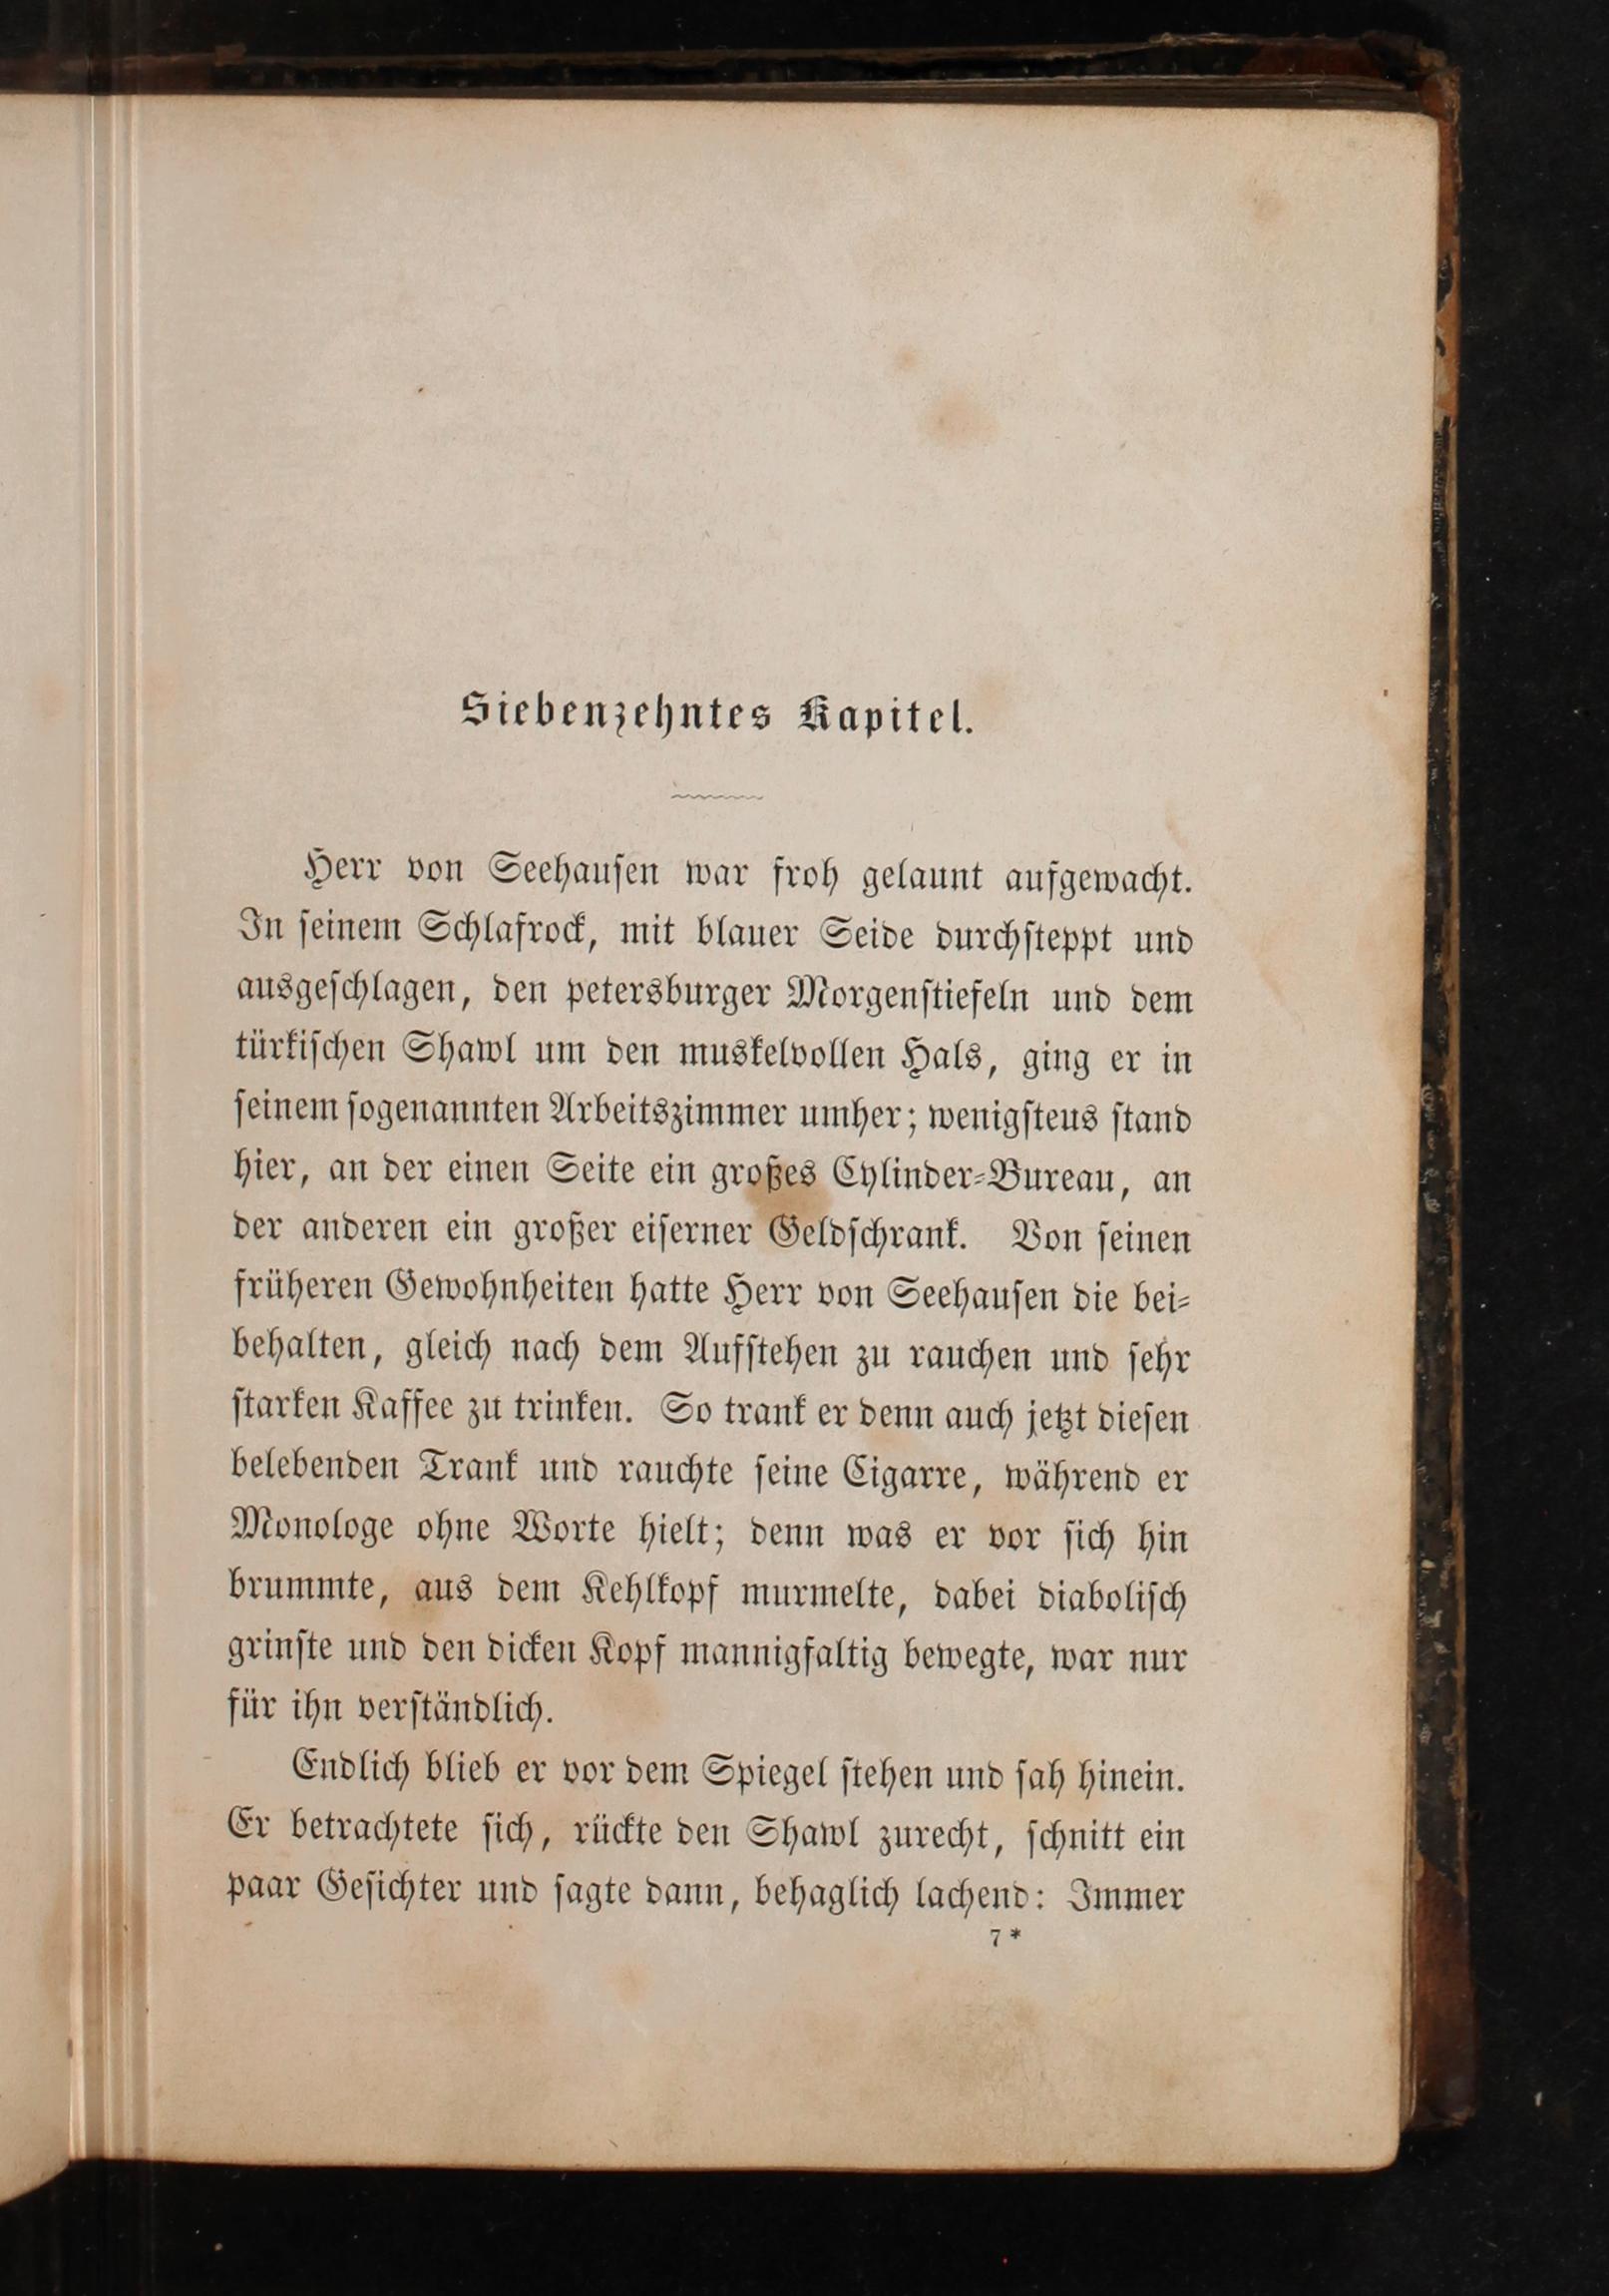 Siebenzehntes Kapitel.
Herr von Seehauſen war froh gelaunt aufgewacht.
In ſeinem Schlafrock, mit blauer Seide durchſteppt und
ausgeſchlagen, den petersburger Morgenſtiefeln und dem
türkiſchen Shawl um den muskelvollen Hals, ging er in
ſeinem ſogenannten Arbeitszimmer umher; wenigſtens ſtand
hier, an der einen Seite ein großes Cylinder-Bureau, an
der anderen ein großer eiſerner Geldſchrank. Von ſeinen
früheren Gewohnheiten hatte Herr von Seehauſen die bei-
behalten, gleich nach dem Aufſtehen zu rauchen und ſehr
ſtarken Kaffee zu trinken. So trank er denn auch jetzt dieſen
belebenden Trank und rauchte ſeine Cigarre, während er
Monologe ohne Worte hielt; denn was er vor ſich hin
brummte, aus dem Kehlkopf murmelte, dabei diaboliſch
grinſte und den dicken Kopf mannigfaltig bewegte, war nur
für ihn verſtändlich.
Endlich blieb er vor dem Spiegel ſtehen und ſah hinein.
Er betrachtete ſich, rückte den Shawl zurecht, ſchnitt ein
paar Geſichter und ſagte dann, behaglich lachend: Immer
7*